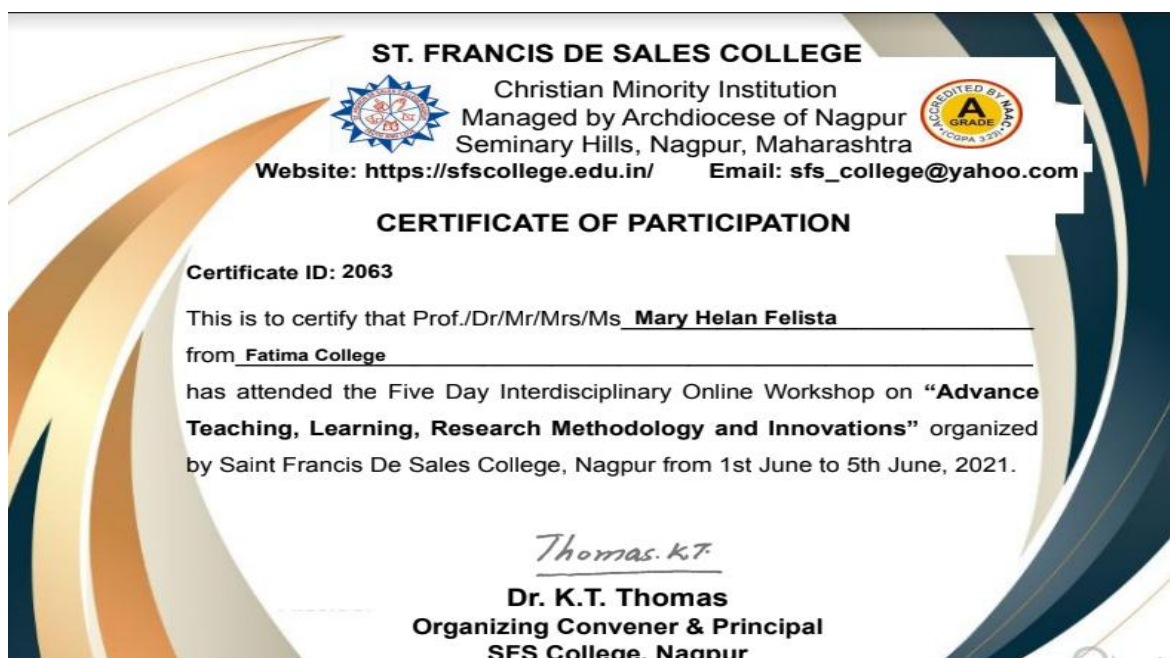 ST. FRANCIS DE SALES COLLEGE
Christian Minority Institution
Managed by Archdiocese of Nagpur
Seminary Hills, Nagpur, Maharashtra
ACCREDITED BY NAAC
A
GRADE
(CGPA 3.23)
Website: https://sfscollege.edu.in/ Email: sfs_college@yahoo.com
CERTIFICATE OF PARTICIPATION
Certificate ID: 2063
This is to certify that Prof./Dr/Mr/Mrs/Ms Mary Helan Felista
from Fatima College
has attended the Five Day Interdisciplinary Online Workshop on “Advance
Teaching, Learning, Research Methodology and Innovations” organized
by Saint Francis De Sales College, Nagpur from 1st June to 5th June, 2021.
Thomas. K.T.
Dr. K.T. Thomas
Organizing Convener & Principal
SFS College, Nagpur